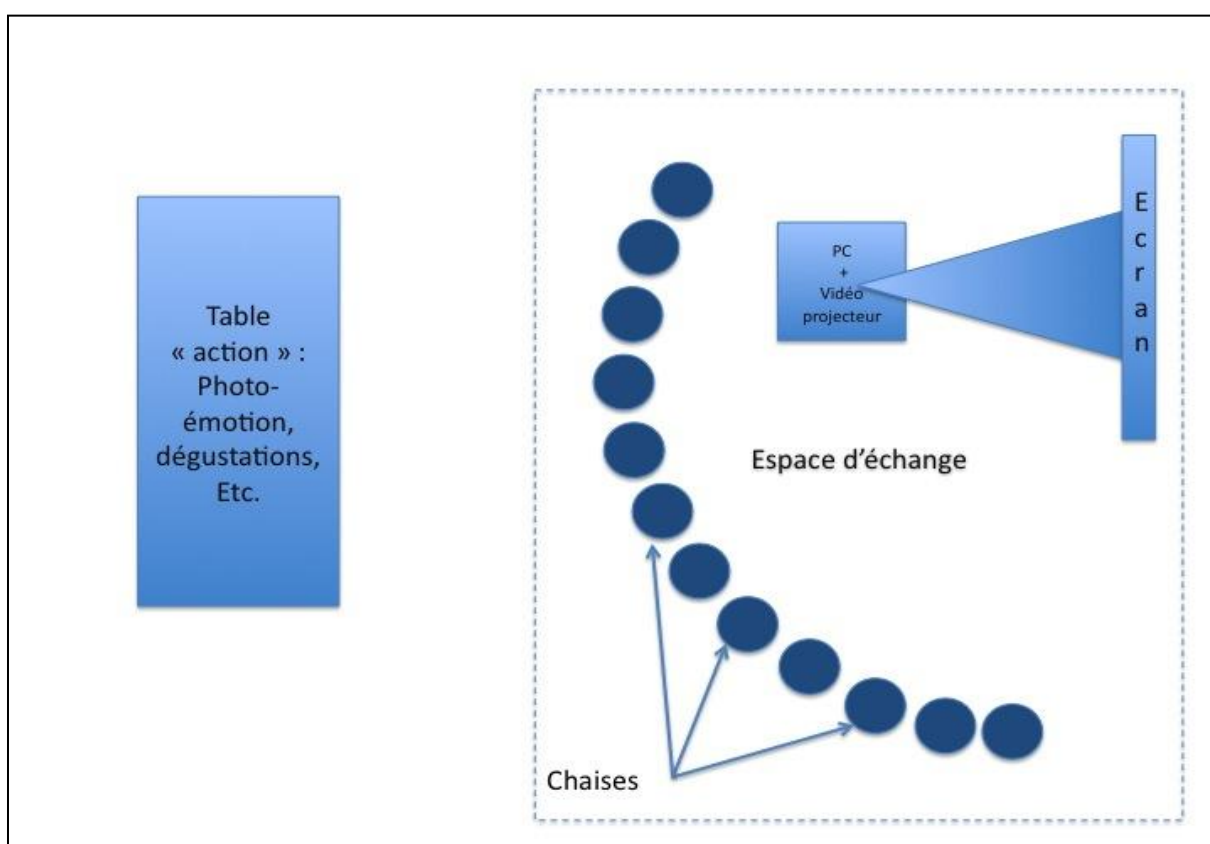 Table
« action » :
Photo-
émotion,
dégustations,
Etc.
PC
+
Vidéo
projecteur
E
c
r
a
n
Espace d'échange
Chaises